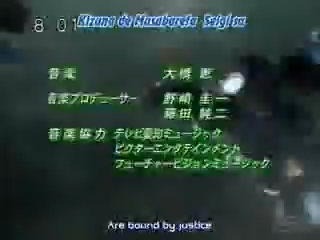 8:01
Kizuna de Musubareta Seigi sa
音楽 大橋 恵
音楽プロデューサー 野崎 圭一
藤田 純二
音楽協力 テレビ東京ミュージック
ビクターエンタテインメント
フューチャービジョンミュージック
Are bound by justice